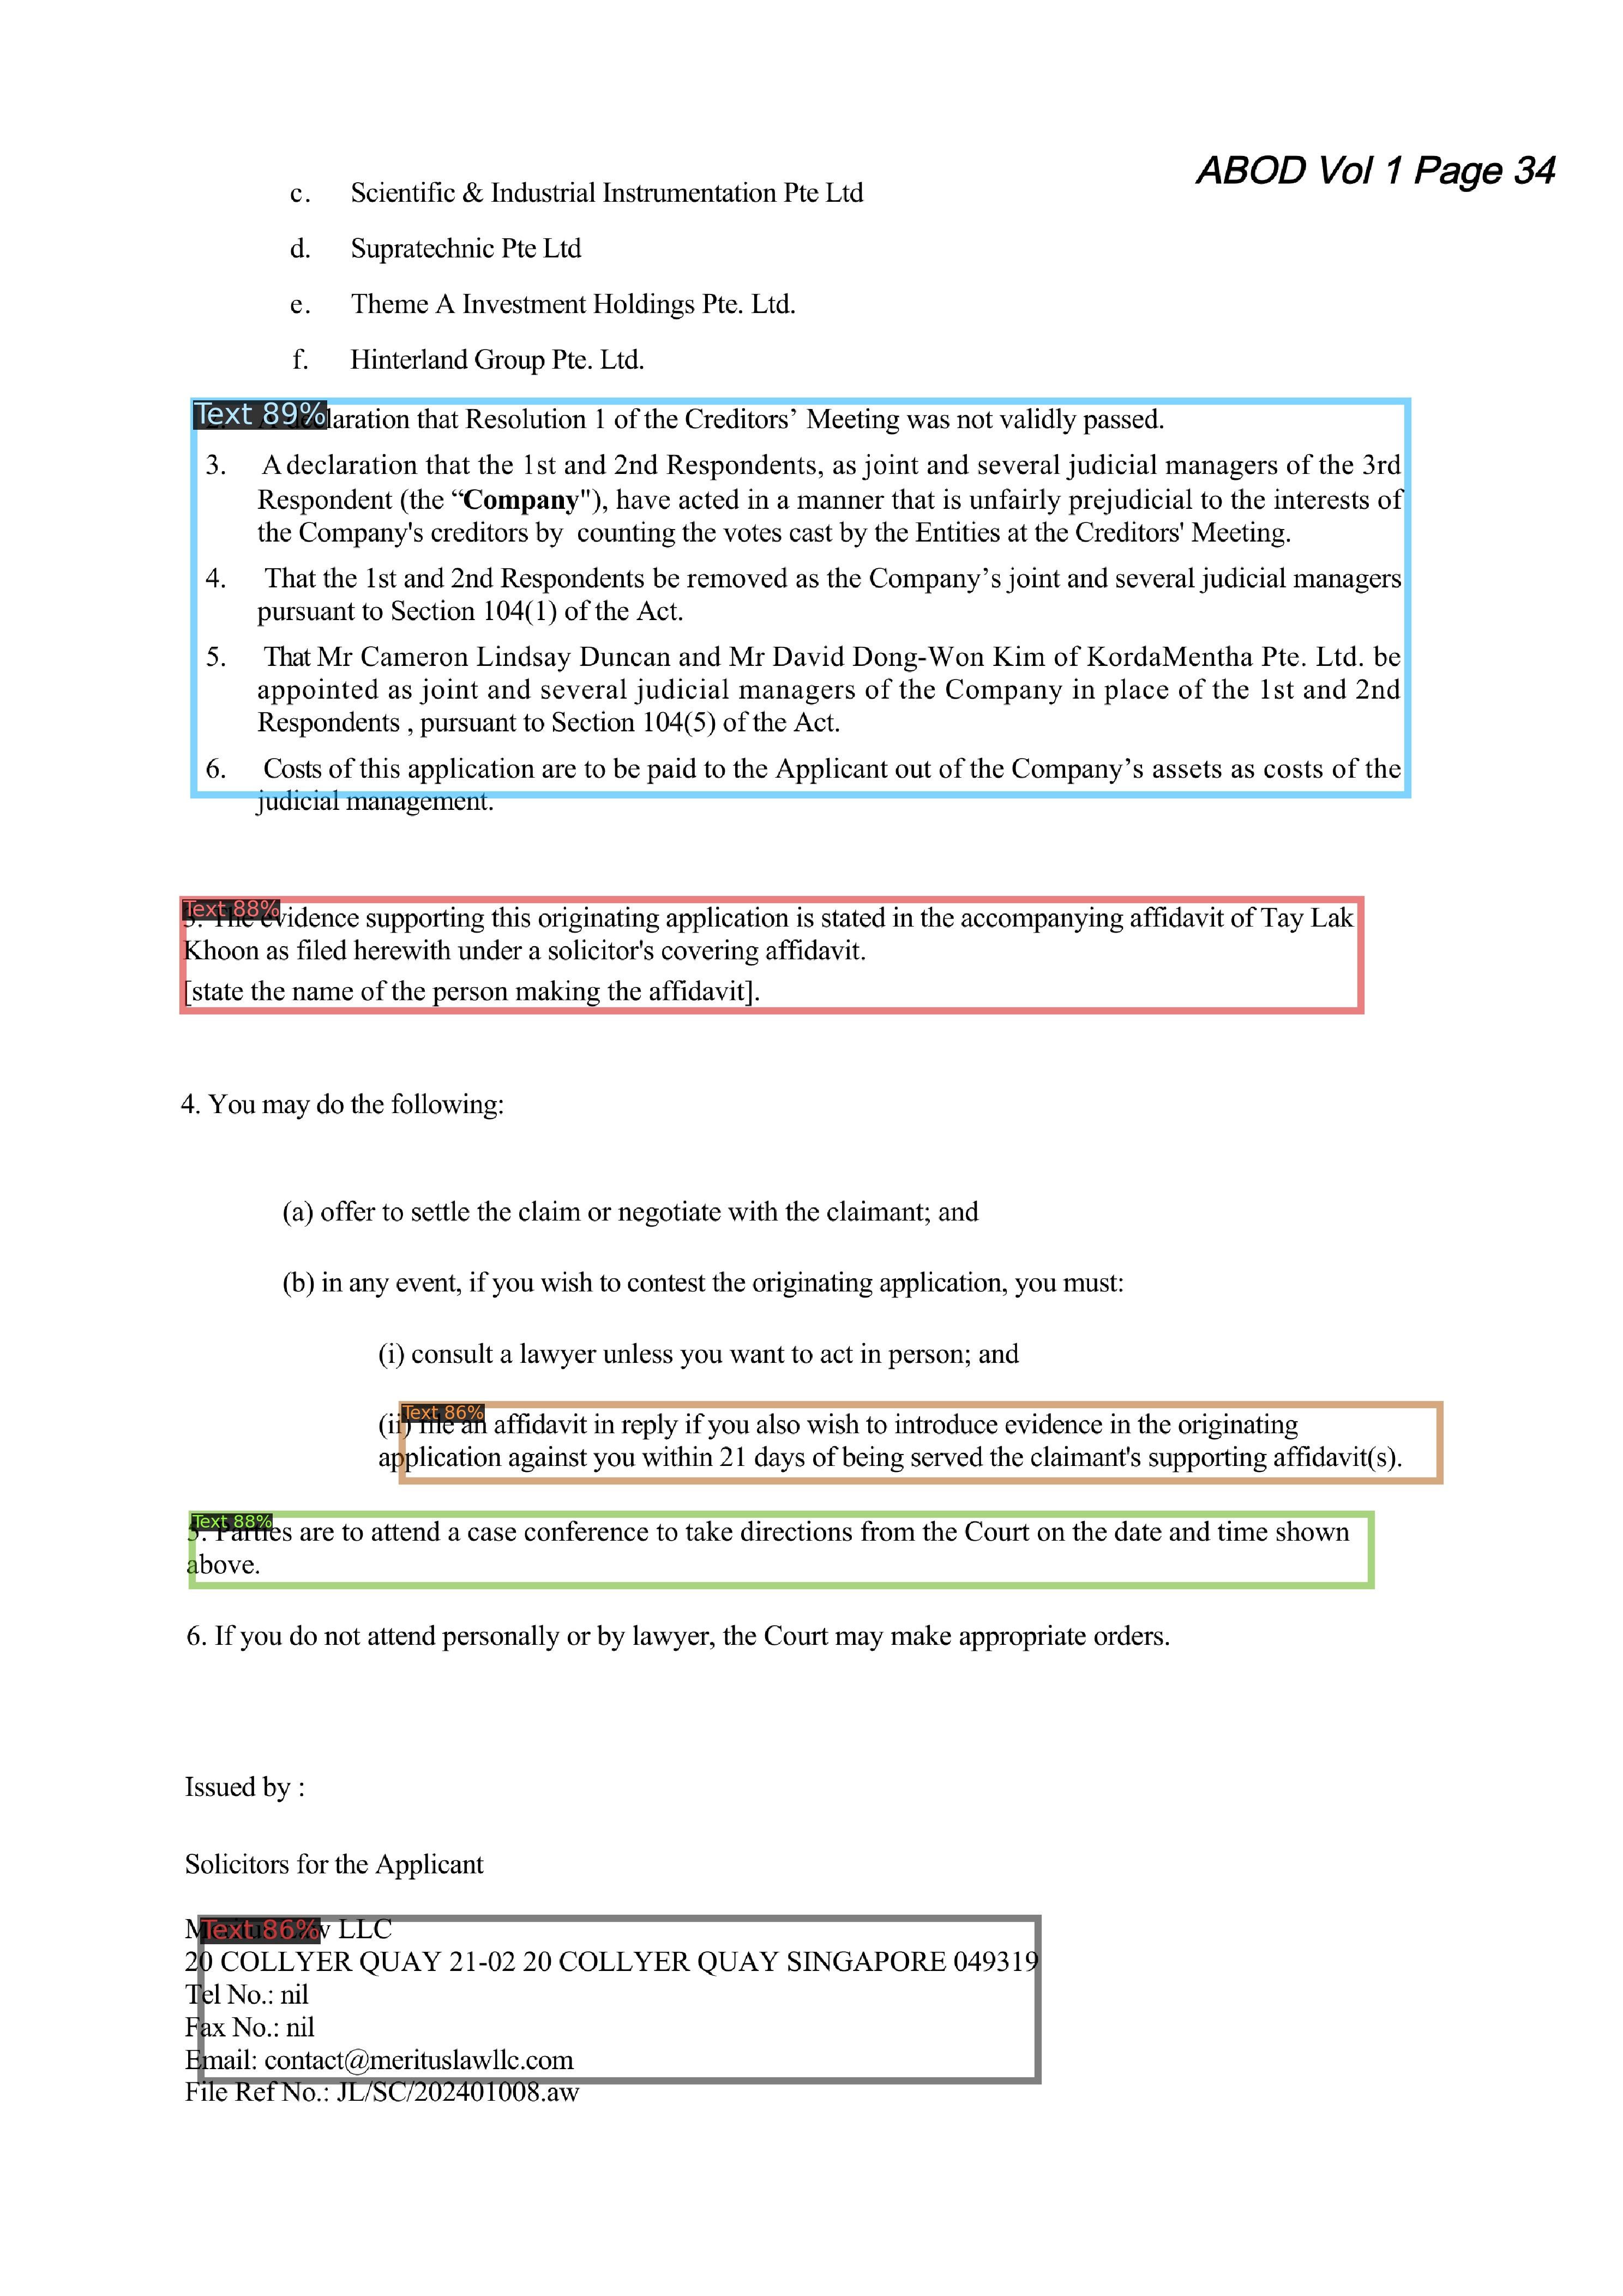 ABOD Vol 1 Page 34
c. Scientific & Industrial Instrumentation Pte Ltd
d. Supratechnic Pte Ltd
e. Theme A Investment Holdings Pte. Ltd.
f. Hinterland Group Pte. Ltd.
Text 89%
that Resolution 1 of the Creditors’ Meeting was not validly passed.
3. A declaration that the 1st and 2nd Respondents, as joint and several judicial managers of the 3rd
Respondent (the “Company"), have acted in a manner that is unfairly prejudicial to the interests of
the Company's creditors by counting the votes cast by the Entities at the Creditors' Meeting.
4. That the 1st and 2nd Respondents be removed as the Company’s joint and several judicial managers
pursuant to Section 104(1) of the Act.
5. That Mr Cameron Lindsay Duncan and Mr David Dong-Won Kim of KordaMentha Pte. Ltd. be
appointed as joint and several judicial managers of the Company in place of the 1st and 2nd
Respondents , pursuant to Section 104(5) of the Act.
6. Costs of this application are to be paid to the Applicant out of the Company’s assets as costs of the
judicial management.
Text 88%
3. The evidence supporting this originating application is stated in the accompanying affidavit of Tay Lak
Khoon as filed herewith under a solicitor's covering affidavit.
[state the name of the person making the affidavit].
4. You may do the following:
(a) offer to settle the claim or negotiate with the claimant; and
(b) in any event, if you wish to contest the originating application, you must:
(i) consult a lawyer unless you want to act in person; and
Text 86%
(ii) file an affidavit in reply if you also wish to introduce evidence in the originating
application against you within 21 days of being served the claimant's supporting affidavit(s).
Text 88%
5. Parties are to attend a case conference to take directions from the Court on the date and time shown
above.
6. If you do not attend personally or by lawyer, the Court may make appropriate orders.
Issued by :
Solicitors for the Applicant
Text 86%
LLC
20 COLLYER QUAY 21-02 20 COLLYER QUAY SINGAPORE 049319
Tel No.: nil
Fax No.: nil
Email: contact@merituslawllc.com
File Ref No.: JL/SC/202401008.aw